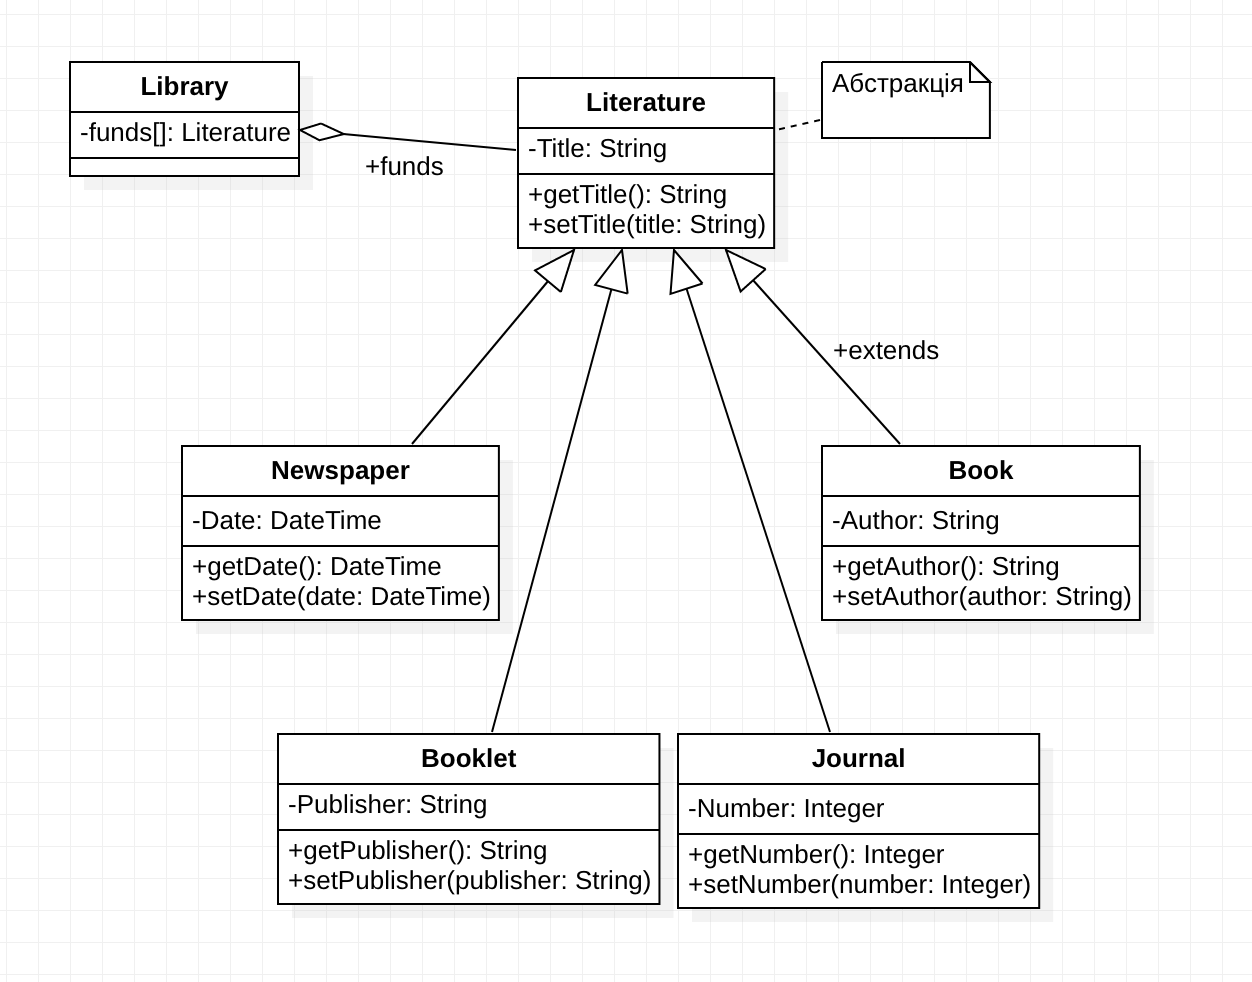 Library
-funds[]: Literature
+funds
Literature
-Title: String
+getTitle(): String
+setTitle(title: String)
Абстракція
+extends
Newspaper
-Date: DateTime
+getDate(): DateTime
+setDate(date: DateTime)
Book
-Author: String
+getAuthor(): String
+setAuthor(author: String)
Booklet
-Publisher: String
+getPublisher(): String
+setPublisher(publisher: String)
Journal
-Number: Integer
+getNumber(): Integer
+setNumber(number: Integer)